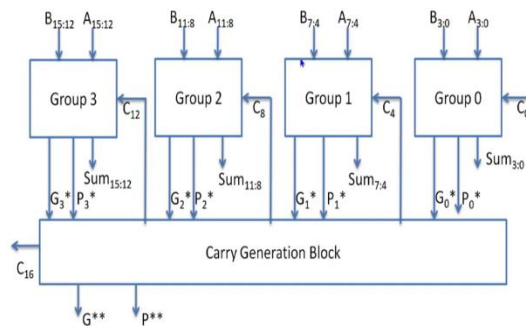 B15:12 A15:12 B11:8 A11:8 B7:4 A7:4 B3:0 A3:0
Group 3 Group 2 Group 1 Group 0
C12 C8 C4
Sum15:12 Sum11:8 Sum7:4 Sum3:0
G3* P3* G2* P2* G1* P1* G0* P0*
Carry Generation Block
C16
G** P**